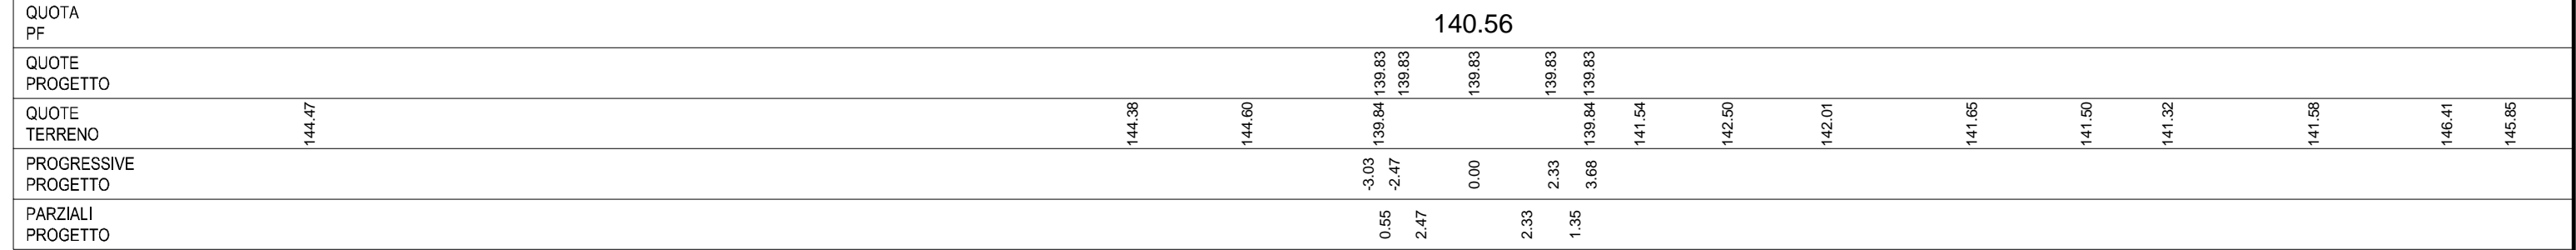 QUOTA
PF
140.56
QUOTE
PROGETTO
139.83 139.83 139.83 139.83 139.83
QUOTE
TERRENO
144.47 144.38 144.60 139.84 139.84 141.54 142.50 142.01 141.65 141.50 141.32 141.58 146.41 145.85
PROGRESSIVE
PROGETTO
-3.03 -2.47 0.00 2.33 3.68
PARZIALI
PROGETTO
0.55 2.47 2.33 1.35